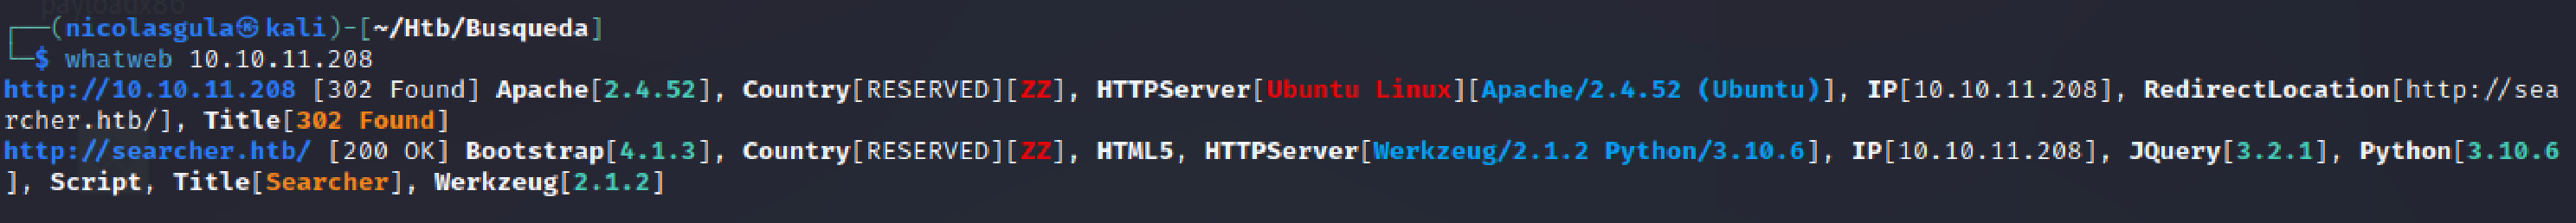 payloadx86
┌──(nicolasgula㉿kali)-[~/Htb/Busqueda]
└─$ whatweb 10.10.11.208
http://10.10.11.208 [302 Found] Apache[2.4.52], Country[RESERVED][ZZ], HTTPServer[Ubuntu Linux][Apache/2.4.52 (Ubuntu)], IP[10.10.11.208], RedirectLocation[http://sea
rcher.htb/], Title[302 Found]
http://searcher.htb/ [200 OK] Bootstrap[4.1.3], Country[RESERVED][ZZ], HTML5, HTTPServer[Werkzeug/2.1.2 Python/3.10.6], IP[10.10.11.208], JQuery[3.2.1], Python[3.10.6
], Script, Title[Searcher], Werkzeug[2.1.2]